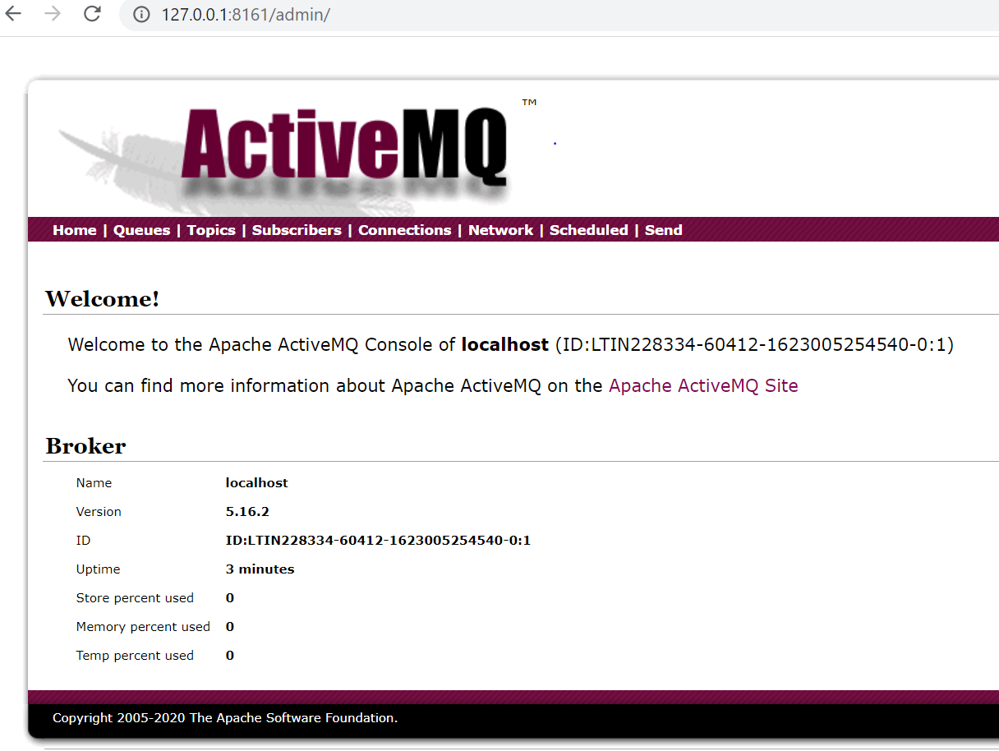 127.0.0.1:8161/admin/
ActiveMQ ™
Home | Queues | Topics | Subscribers | Connections | Network | Scheduled | Send
Welcome!
Welcome to the Apache ActiveMQ Console of localhost (ID:LTIN228334-60412-1623005254540-0:1)
You can find more information about Apache ActiveMQ on the Apache ActiveMQ Site
Broker
Name localhost
Version 5.16.2
ID ID:LTIN228334-60412-1623005254540-0:1
Uptime 3 minutes
Store percent used 0
Memory percent used 0
Temp percent used 0
Copyright 2005-2020 The Apache Software Foundation.